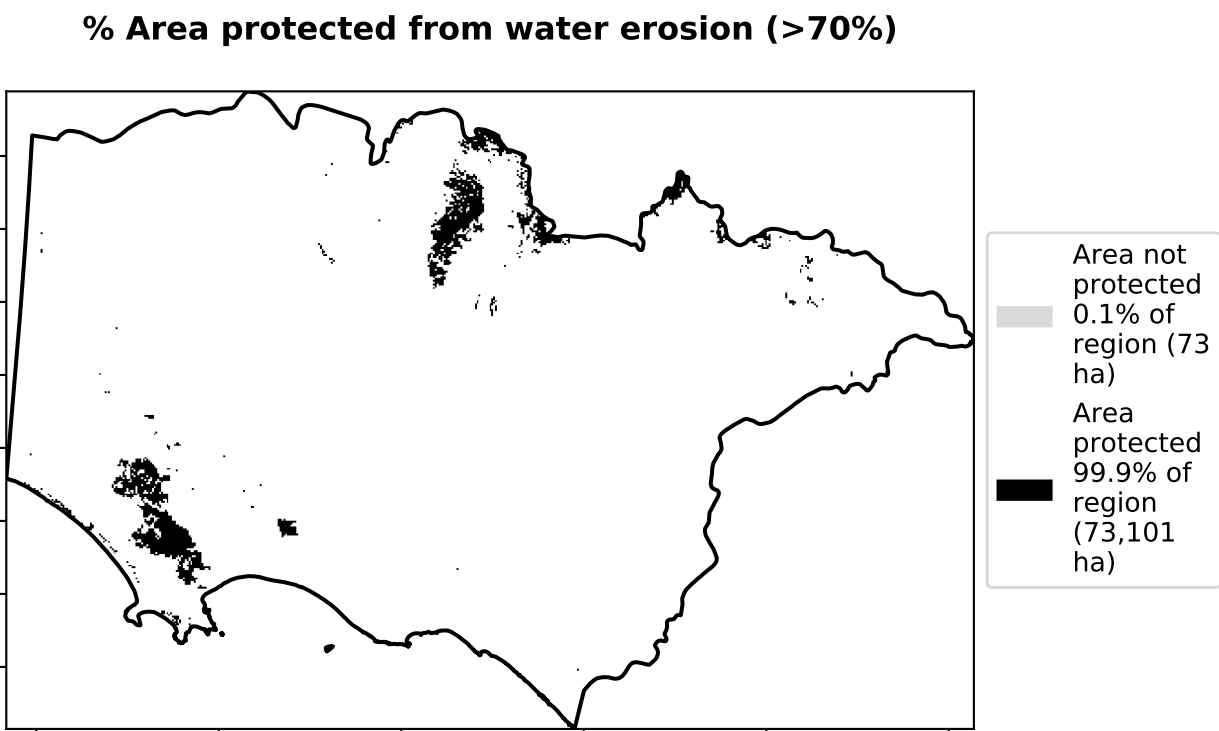 % Area protected from water erosion (>70%)
Area not
protected
0.1% of
region (73
ha)
Area
protected
99.9% of
region
(73,101
ha)